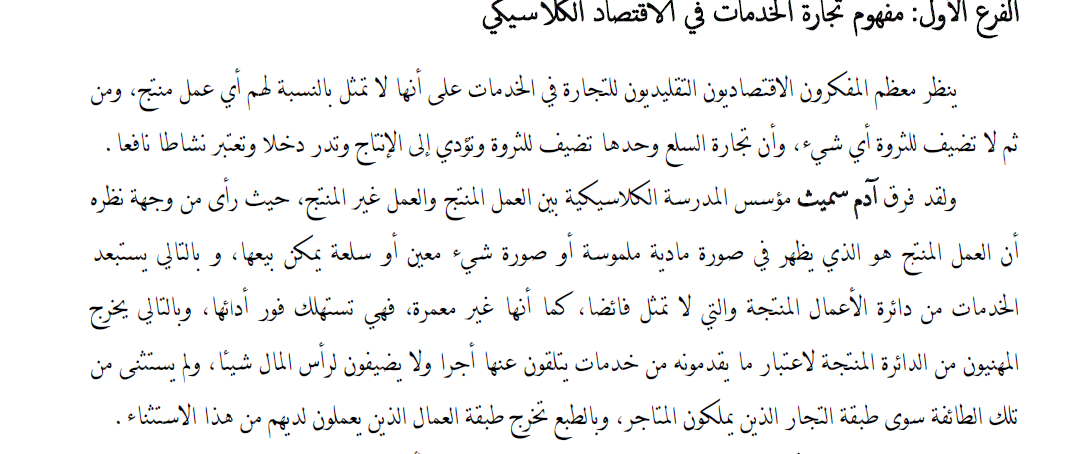 الفرع الأول: مفهوم تجارة الخدمات في الاقتصاد الكلاسيكي
ينظر معظم المفكرون الاقتصاديون التقليديون للتجارة في الخدمات على أنها لا تمثل بالنسبة لهم أي عمل منتج، ومن
ثم لا تضيف للثروة أي شيء، وأن تجارة السلع وحدها تضيف للثروة وتؤدي إلى الإنتاج وتدر دخلا وتعتبر نشاطا نافعا .
ولقد فرق آدم سميث مؤسس المدرسة الكلاسيكية بين العمل المنتج والعمل غير المنتج، حيث رأى من وجهة نظره
أن العمل المنتج هو الذي يظهر في صورة مادية ملموسة أو صورة شيء معين أو سلعة يمكن بيعها، و بالتالي يستبعد
الخدمات من دائرة الأعمال المنتجة والتي لا تمثل فائضا، كما أنها غير معمرة، فهي تستهلك فور أدائها، وبالتالي يخرج
المهنيون من الدائرة المنتجة لاعتبار ما يقدمونه من خدمات يتلقون عنها أجرا ولا يضيفون لرأس المال شيئا، ولم يستثنى من
تلك الطائفة سوى طبقة التجار الذين يملكون المتاجر، وبالطبع تخرج طبقة العمال الذين يعملون لديهم من هذا الاستثناء .